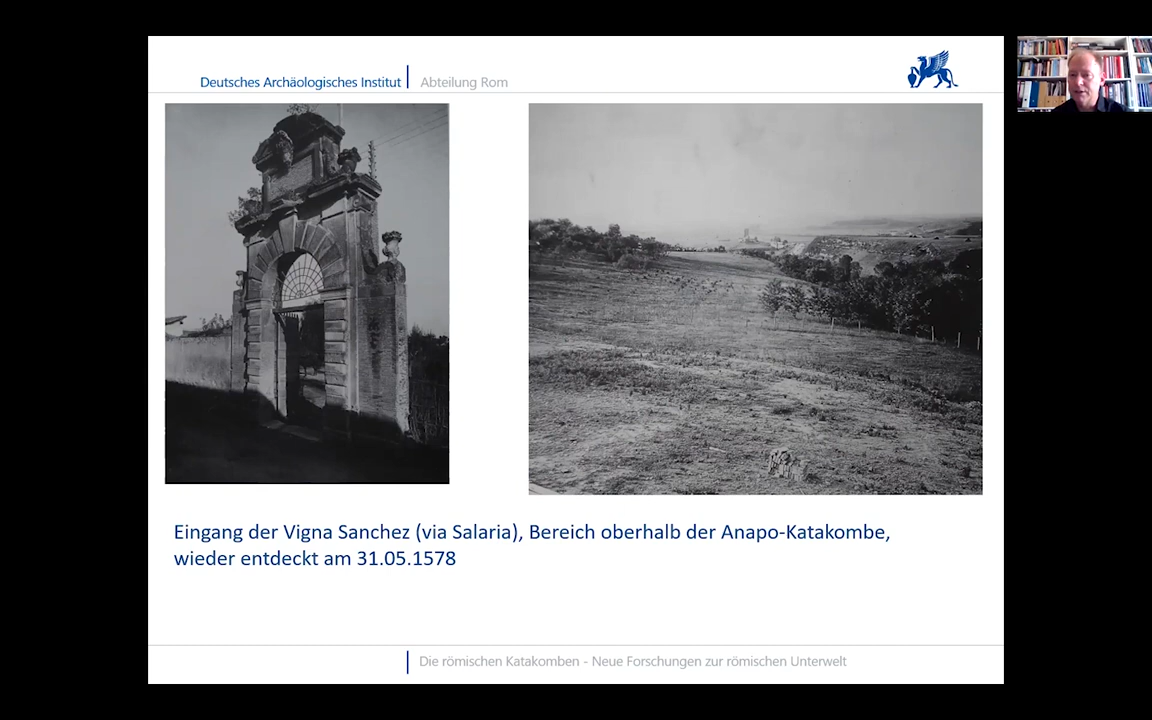 Deutsches Archäologisches Institut Abteilung Rom
Eingang der Vigna Sanchez (via Salaria), Bereich oberhalb der Anapo-Katakombe,
wieder entdeckt am 31.05.1578
Die römischen Katakomben - Neue Forschungen zur römischen Unterwelt